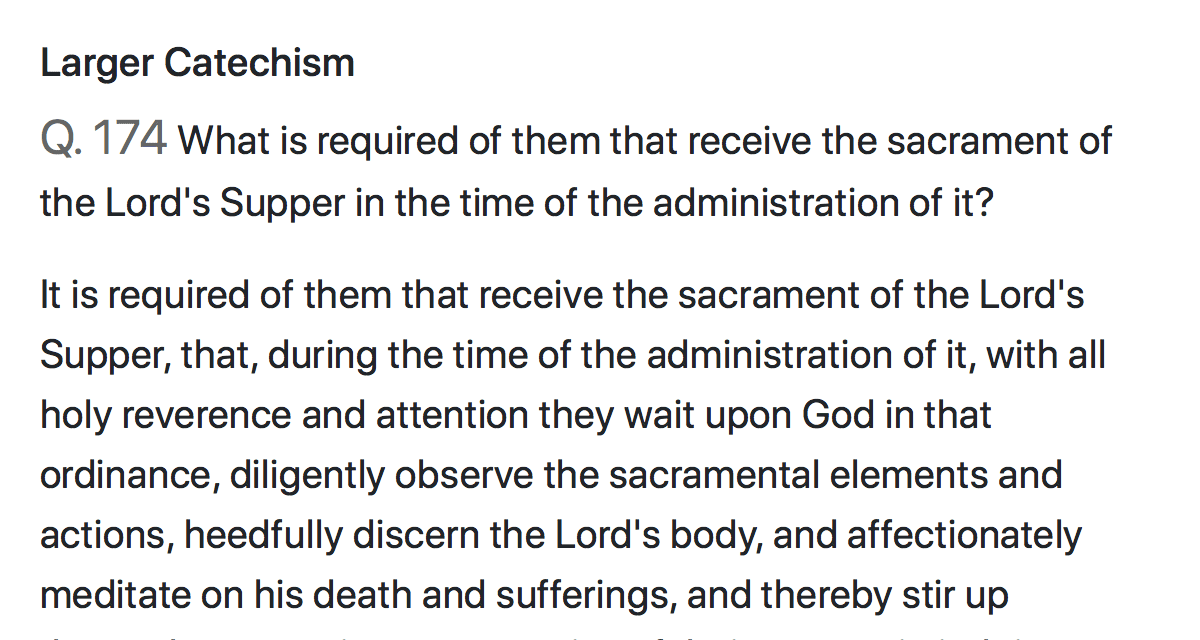 Larger Catechism
Q. 174 What is required of them that receive the sacrament of
the Lord's Supper in the time of the administration of it?
It is required of them that receive the sacrament of the Lord's
Supper, that, during the time of the administration of it, with all
holy reverence and attention they wait upon God in that
ordinance, diligently observe the sacramental elements and
actions, heedfully discern the Lord's body, and affectionately
meditate on his death and sufferings, and thereby stir up